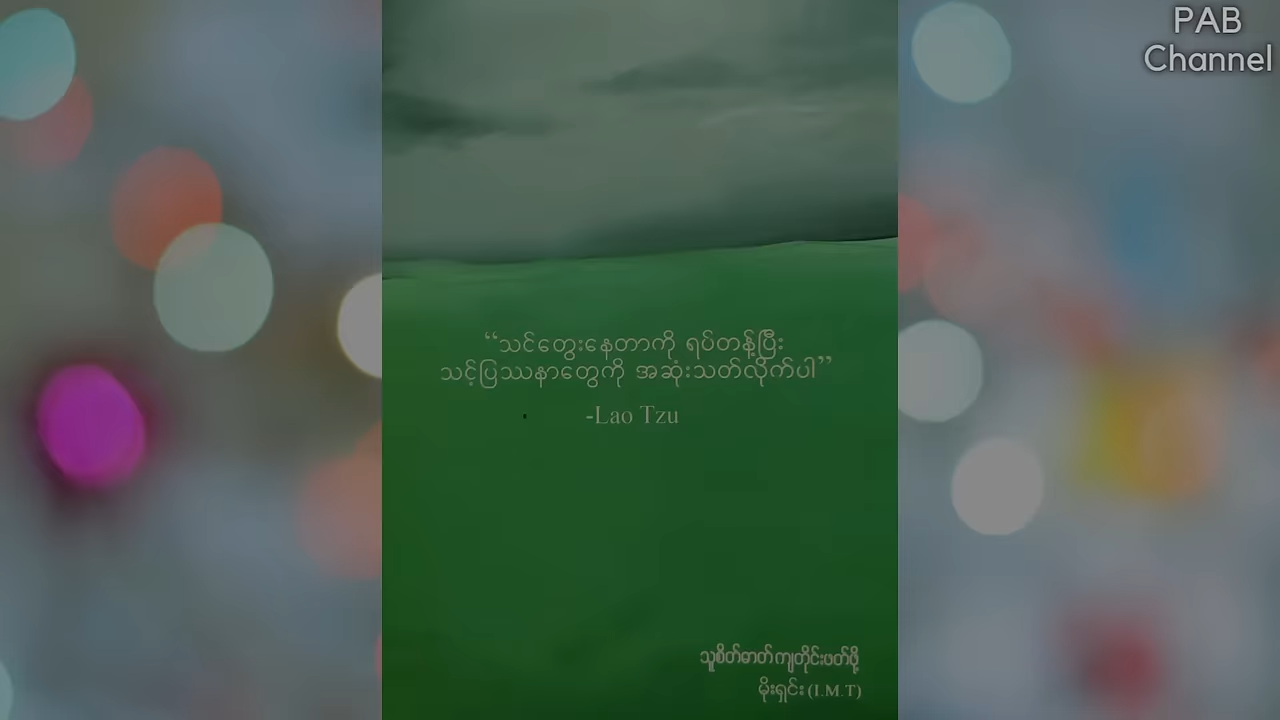 PAB
Channel
“သင်တွေးနေတာကို ရပ်တန့်ပြီး
သင့်ပြဿနာတွေကို အဆုံးသတ်လိုက်ပါ”
-Lao Tzu
သူစိတ်ဓာတ်ကျတိုင်းဖတ်ဖို့
မိုးရှင်း (I.M.T)